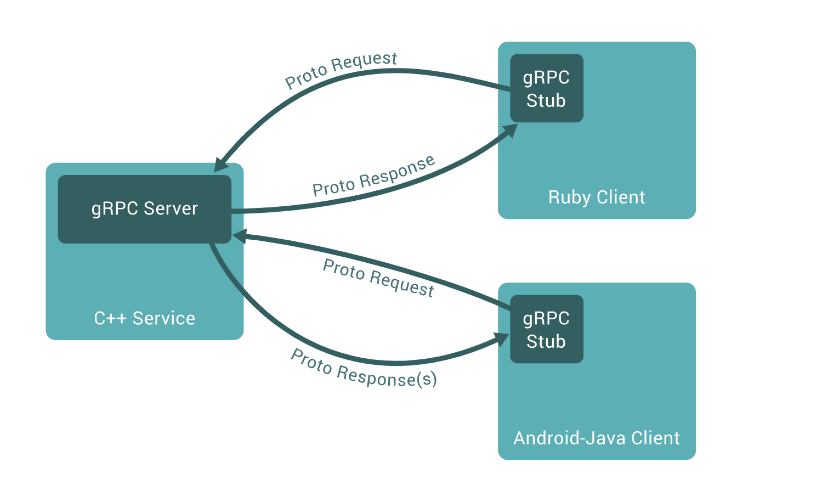 Proto Request
gRPC
Stub
Proto Response
Ruby Client
gRPC Server
C++ Service
Proto Request
gRPC
Stub
Proto Response(s)
Android-Java Client